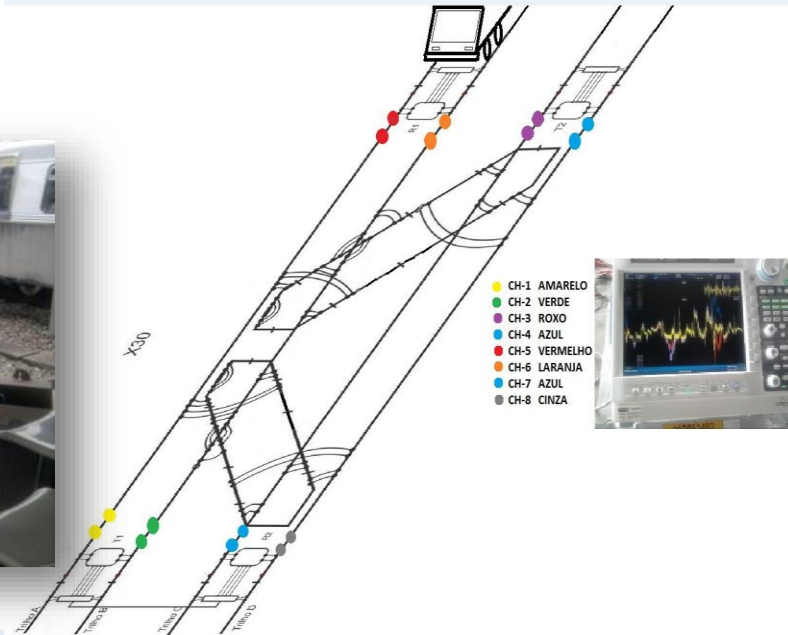 R1
T2
CH-1 AMARELO
CH-2 VERDE
CH-3 ROXO
CH-4 AZUL
CH-5 VERMELHO
CH-6 LARANJA
CH-7 AZUL
CH-8 CINZA
X30
T1
R2
Trilho A
Trilho B
Trilho C
Trilho D